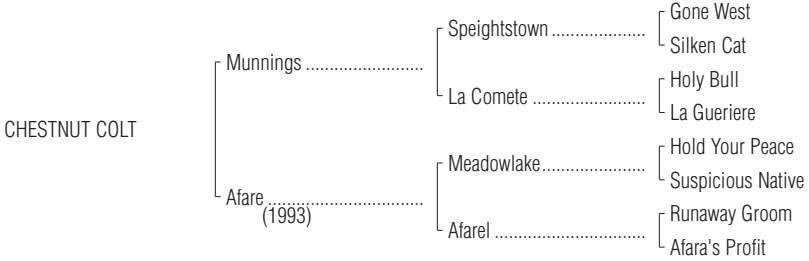 Gone West
Speightstown ....................
Silken Cat
Munnings .........................
Holy Bull
La Comete ........................
La Gueriere
CHESTNUT COLT
Hold Your Peace
Meadowlake......................
Suspicious Native
Afare .................................
(1993)
Runaway Groom
Afarel ................................
Afara's Profit